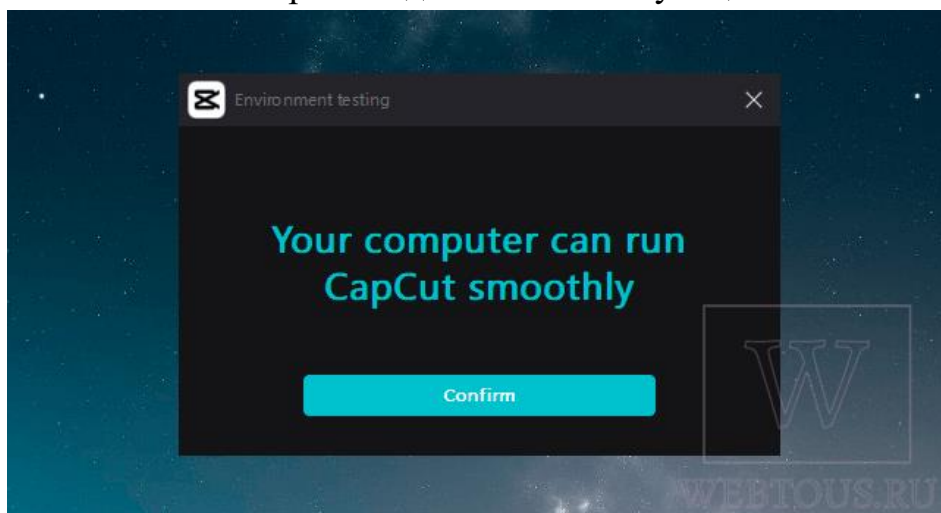 Environment testing
Your computer can run
CapCut smoothly
Confirm
W
WEBTOUS.RU